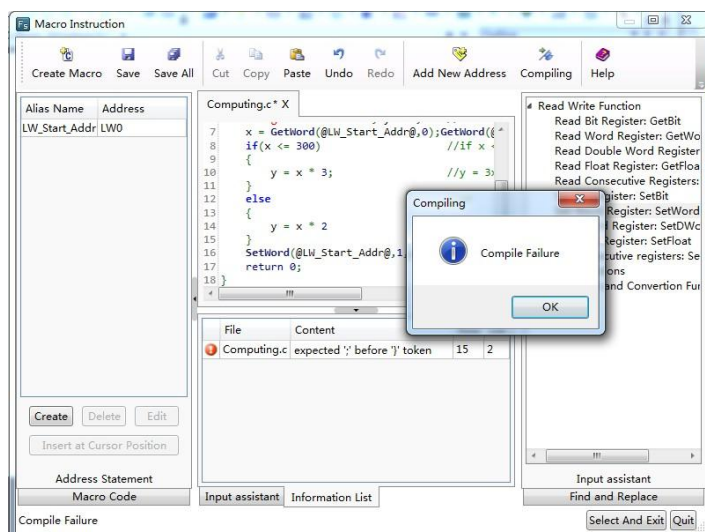 Macro Instruction
Create Macro Save Save All Cut Copy Paste Undo Redo Add New Address Compiling Help
Alias Name Address
LW_Start_Addr LW0
Computing.c* X
7 x = GetWord(@LW_Start_Addr@,0);GetWord(@
8 if(x <= 300) //if x <
9 {
10 y = x * 3; //y = 3x
11 }
12 else
13 {
14 y = x * 2
15 }
16 SetWord(@LW_Start_Addr@,1,
17 return 0;
18 }
Read Write Function
Read Bit Register: GetBit
Read Word Register: GetWo
Read Double Word Register
Read Float Register: GetFloa
Read Consecutive Registers:
gister: SetBit
Register: SetWord
Register: SetDWo
Register: SetFloat
cutive registers: Se
ons
and Convertion Fur
Compiling
Compile Failure
OK
File Content
Computing.c expected ';' before '}' token 15 2
Create Delete Edit
Insert at Cursor Position
Address Statement
Macro Code
Input assistant Information List
Input assistant
Find and Replace
Compile Failure
Select And Exit Quit